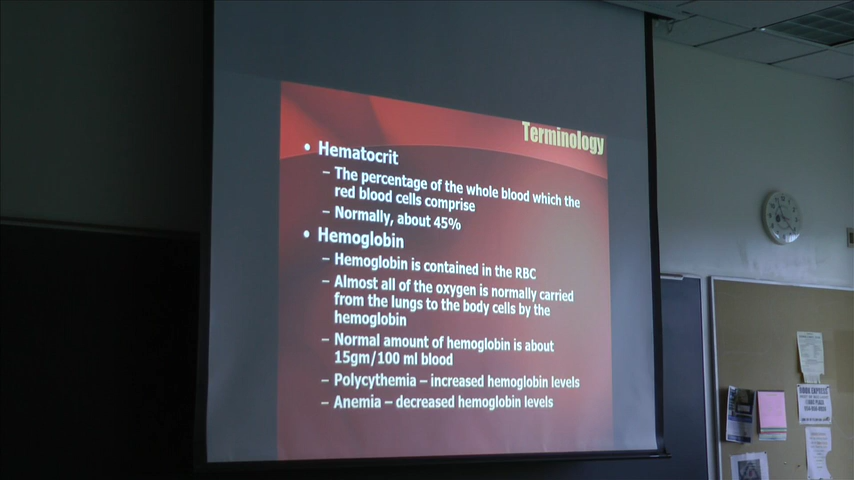 Terminology
• Hematocrit
– The percentage of the whole blood which the
red blood cells comprise
– Normally, about 45%
• Hemoglobin
– Hemoglobin is contained in the RBC
– Almost all of the oxygen is normally carried
from the lungs to the body cells by the
hemoglobin
– Normal amount of hemoglobin is about
15gm/100 ml blood
– Polycythemia – increased hemoglobin levels
– Anemia – decreased hemoglobin levels